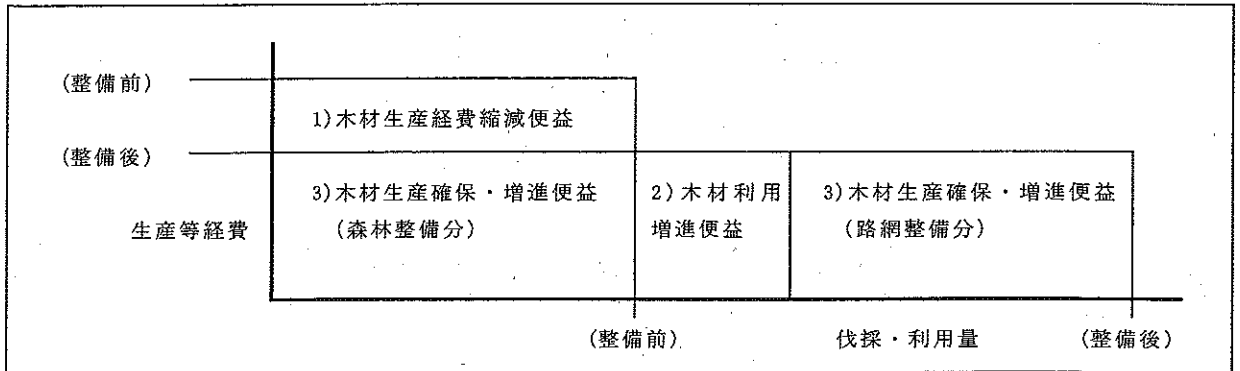 (整備前)
1)木材生産経費縮減便益
(整備後)
3)木材生産確保・増進便益
(森林整備分)
2)木材利用
増進便益
3)木材生産確保・増進便益
(路網整備分)
生産等経費
(整備前)
伐採・利用量
(整備後)